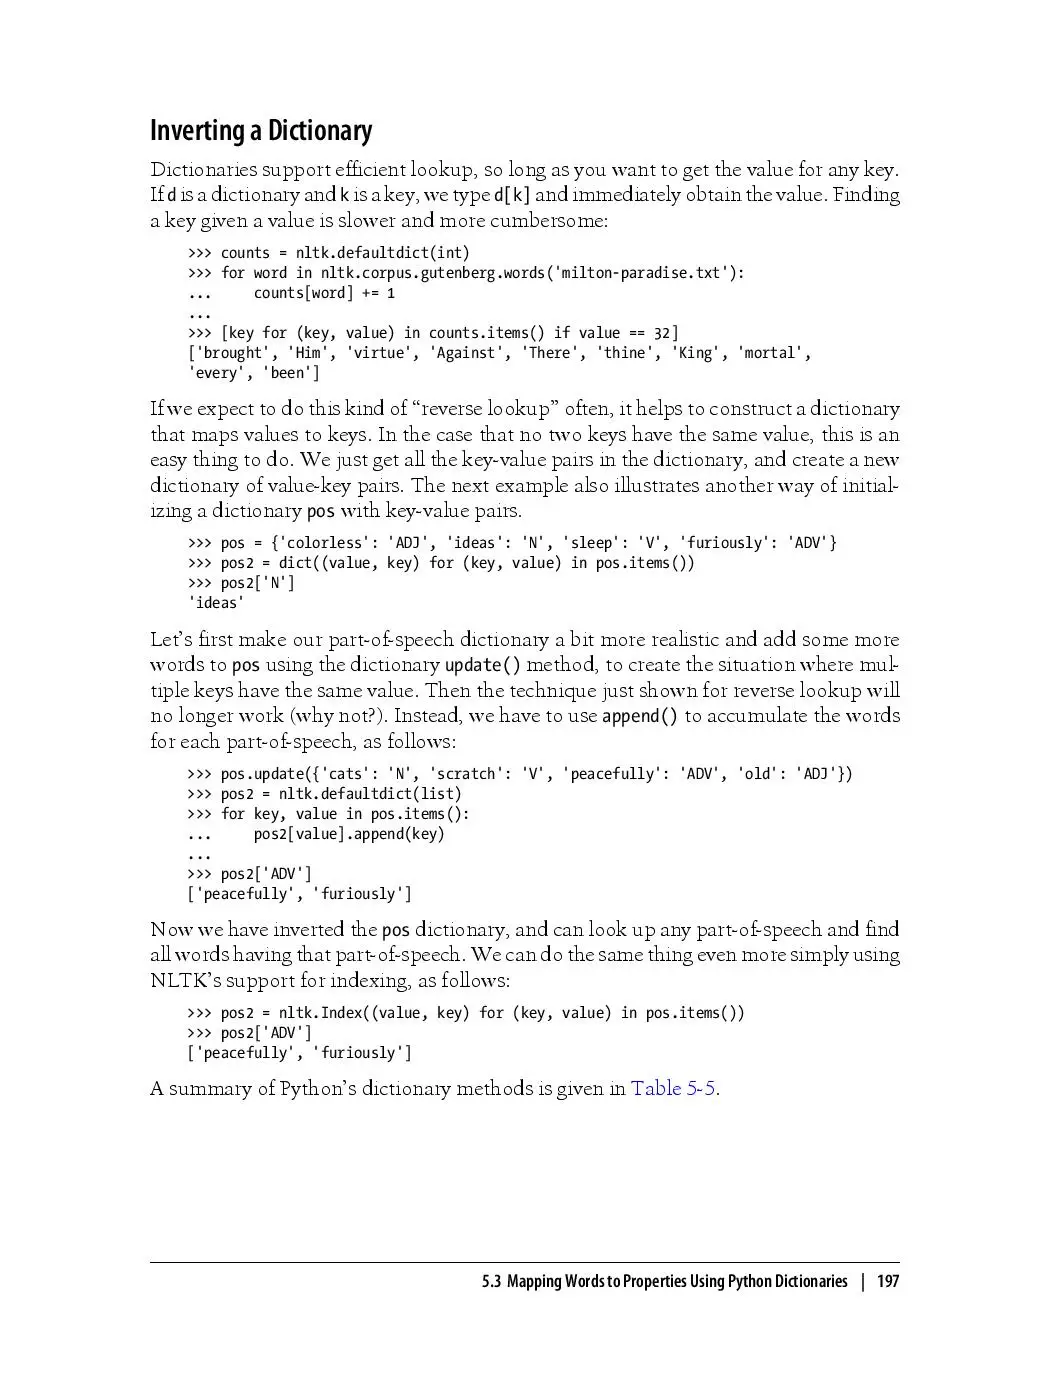 Inverting a Dictionary
Dictionaries support efficient lookup, so long as you want to get the value for any key.
If d is a dictionary and k is a key, we type d[k] and immediately obtain the value. Finding
a key given a value is slower and more cumbersome:
>>> counts = nltk.defaultdict(int)
>>> for word in nltk.corpus.gutenberg.words('milton-paradise.txt'):
...     counts[word] += 1
...
>>> [key for (key, value) in counts.items() if value == 32]
['brought', 'Him', 'virtue', 'Against', 'There', 'thine', 'King', 'mortal',
'every', 'been']
If we expect to do this kind of “reverse lookup” often, it helps to construct a dictionary
that maps values to keys. In the case that no two keys have the same value, this is an
easy thing to do. We just get all the key-value pairs in the dictionary, and create a new
dictionary of value-key pairs. The next example also illustrates another way of initial-
izing a dictionary pos with key-value pairs.
>>> pos = {'colorless': 'ADJ', 'ideas': 'N', 'sleep': 'V', 'furiously': 'ADV'}
>>> pos2 = dict((value, key) for (key, value) in pos.items())
>>> pos2['N']
'ideas'
Let’s first make our part-of-speech dictionary a bit more realistic and add some more
words to pos using the dictionary update() method, to create the situation where mul-
tiple keys have the same value. Then the technique just shown for reverse lookup will
no longer work (why not?). Instead, we have to use append() to accumulate the words
for each part-of-speech, as follows:
>>> pos.update({'cats': 'N', 'scratch': 'V', 'peacefully': 'ADV', 'old': 'ADJ'})
>>> pos2 = nltk.defaultdict(list)
>>> for key, value in pos.items():
...     pos2[value].append(key)
...
>>> pos2['ADV']
['peacefully', 'furiously']
Now we have inverted the pos dictionary, and can look up any part-of-speech and find
all words having that part-of-speech. We can do the same thing even more simply using
NLTK’s support for indexing, as follows:
>>> pos2 = nltk.Index((value, key) for (key, value) in pos.items())
>>> pos2['ADV']
['peacefully', 'furiously']
A summary of Python’s dictionary methods is given in Table 5-5.
5.3 Mapping Words to Properties Using Python Dictionaries | 197